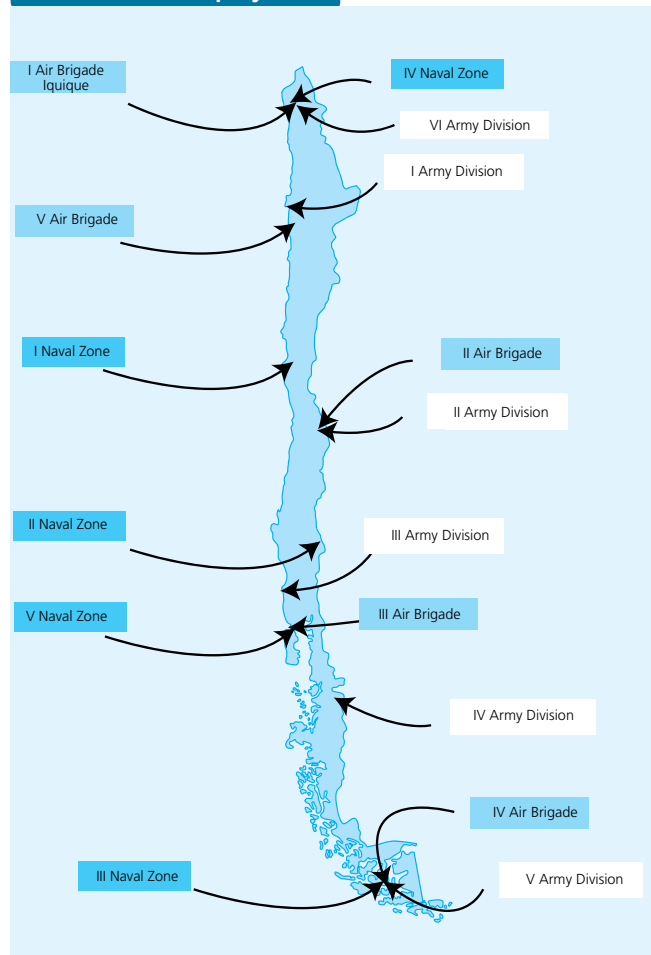 I Air Brigade
Iquique
IV Naval Zone
VI Army Division
I Army Division
V Air Brigade
I Naval Zone
II Air Brigade
II Army Division
II Naval Zone
III Army Division
V Naval Zone
III Air Brigade
IV Army Division
IV Air Brigade
III Naval Zone
V Army Division